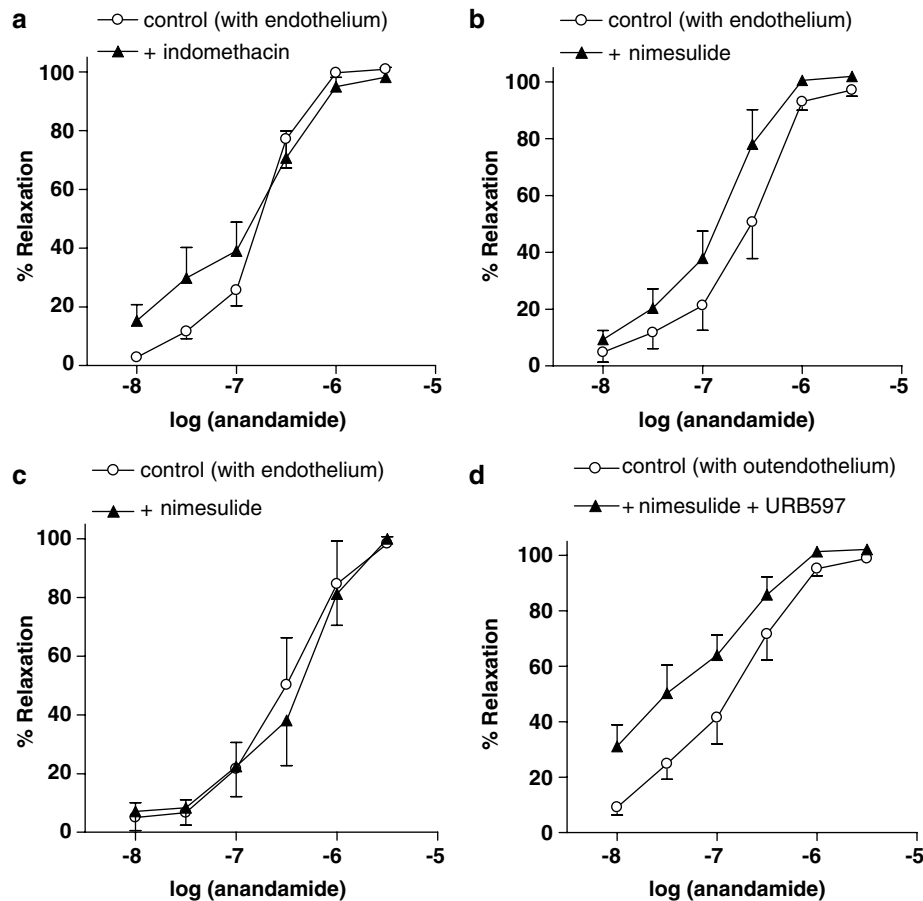 a
control (with endothelium)
+ indomethacin
100
80
60
40
20
0
% Relaxation
-8 -7 -6 -5
log (anandamide)
b
control (with endothelium)
+ nimesulide
100
80
60
40
20
0
% Relaxation
-8 -7 -6 -5
log (anandamide)
c
control (with endothelium)
+ nimesulide
100
80
60
40
20
0
% Relaxation
-8 -7 -6 -5
log (anandamide)
d
control (with outendothelium)
+ nimesulide + URB597
100
80
60
40
20
0
% Relaxation
-8 -7 -6 -5
log (anandamide)